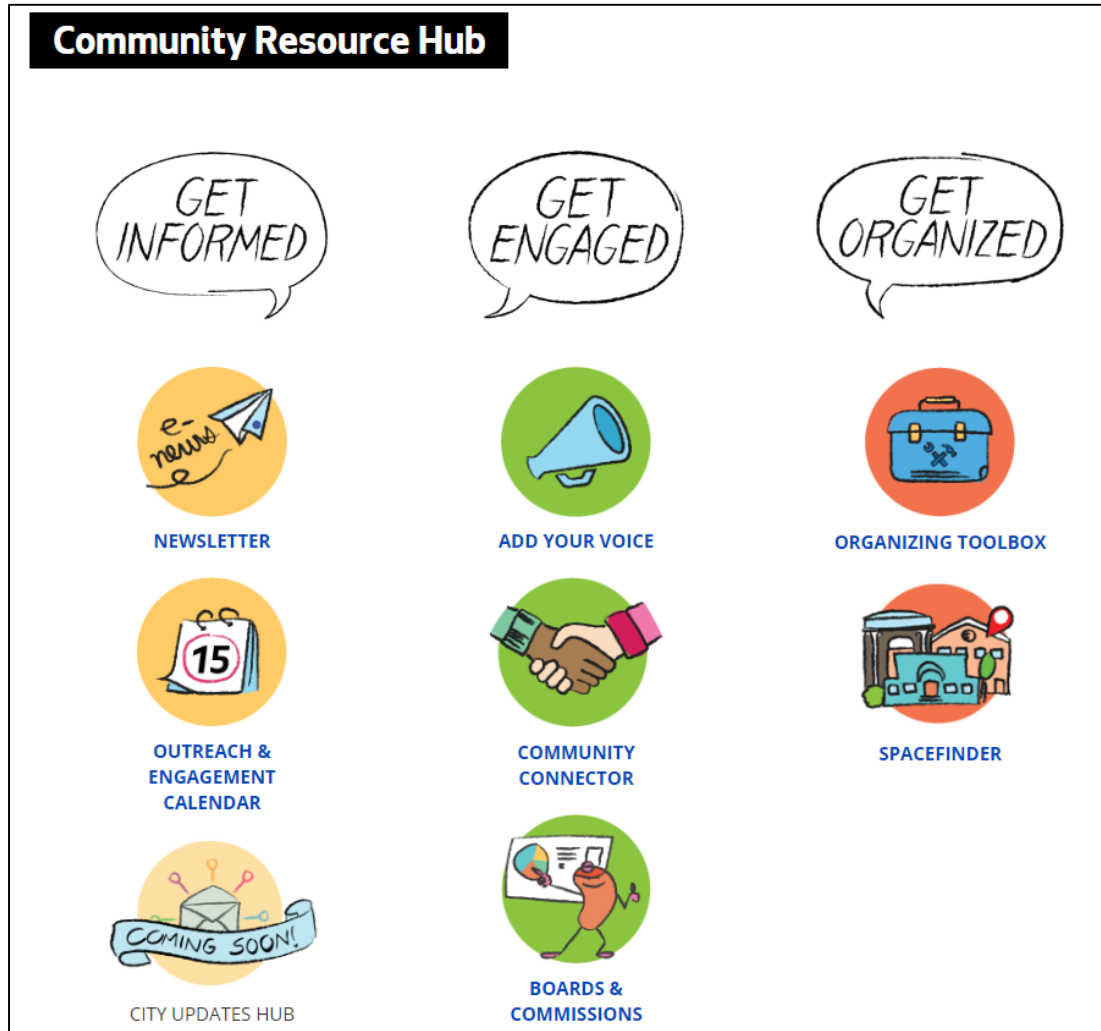 Community Resource Hub
GET
INFORMED
e-
news
NEWSLETTER
15
OUTREACH &
ENGAGEMENT
CALENDAR
COMING SOON!
CITY UPDATES HUB
GET
ENGAGED
ADD YOUR VOICE
COMMUNITY
CONNECTOR
BOARDS &
COMMISSIONS
GET
ORGANIZED
ORGANIZING TOOLBOX
SPACEFINDER